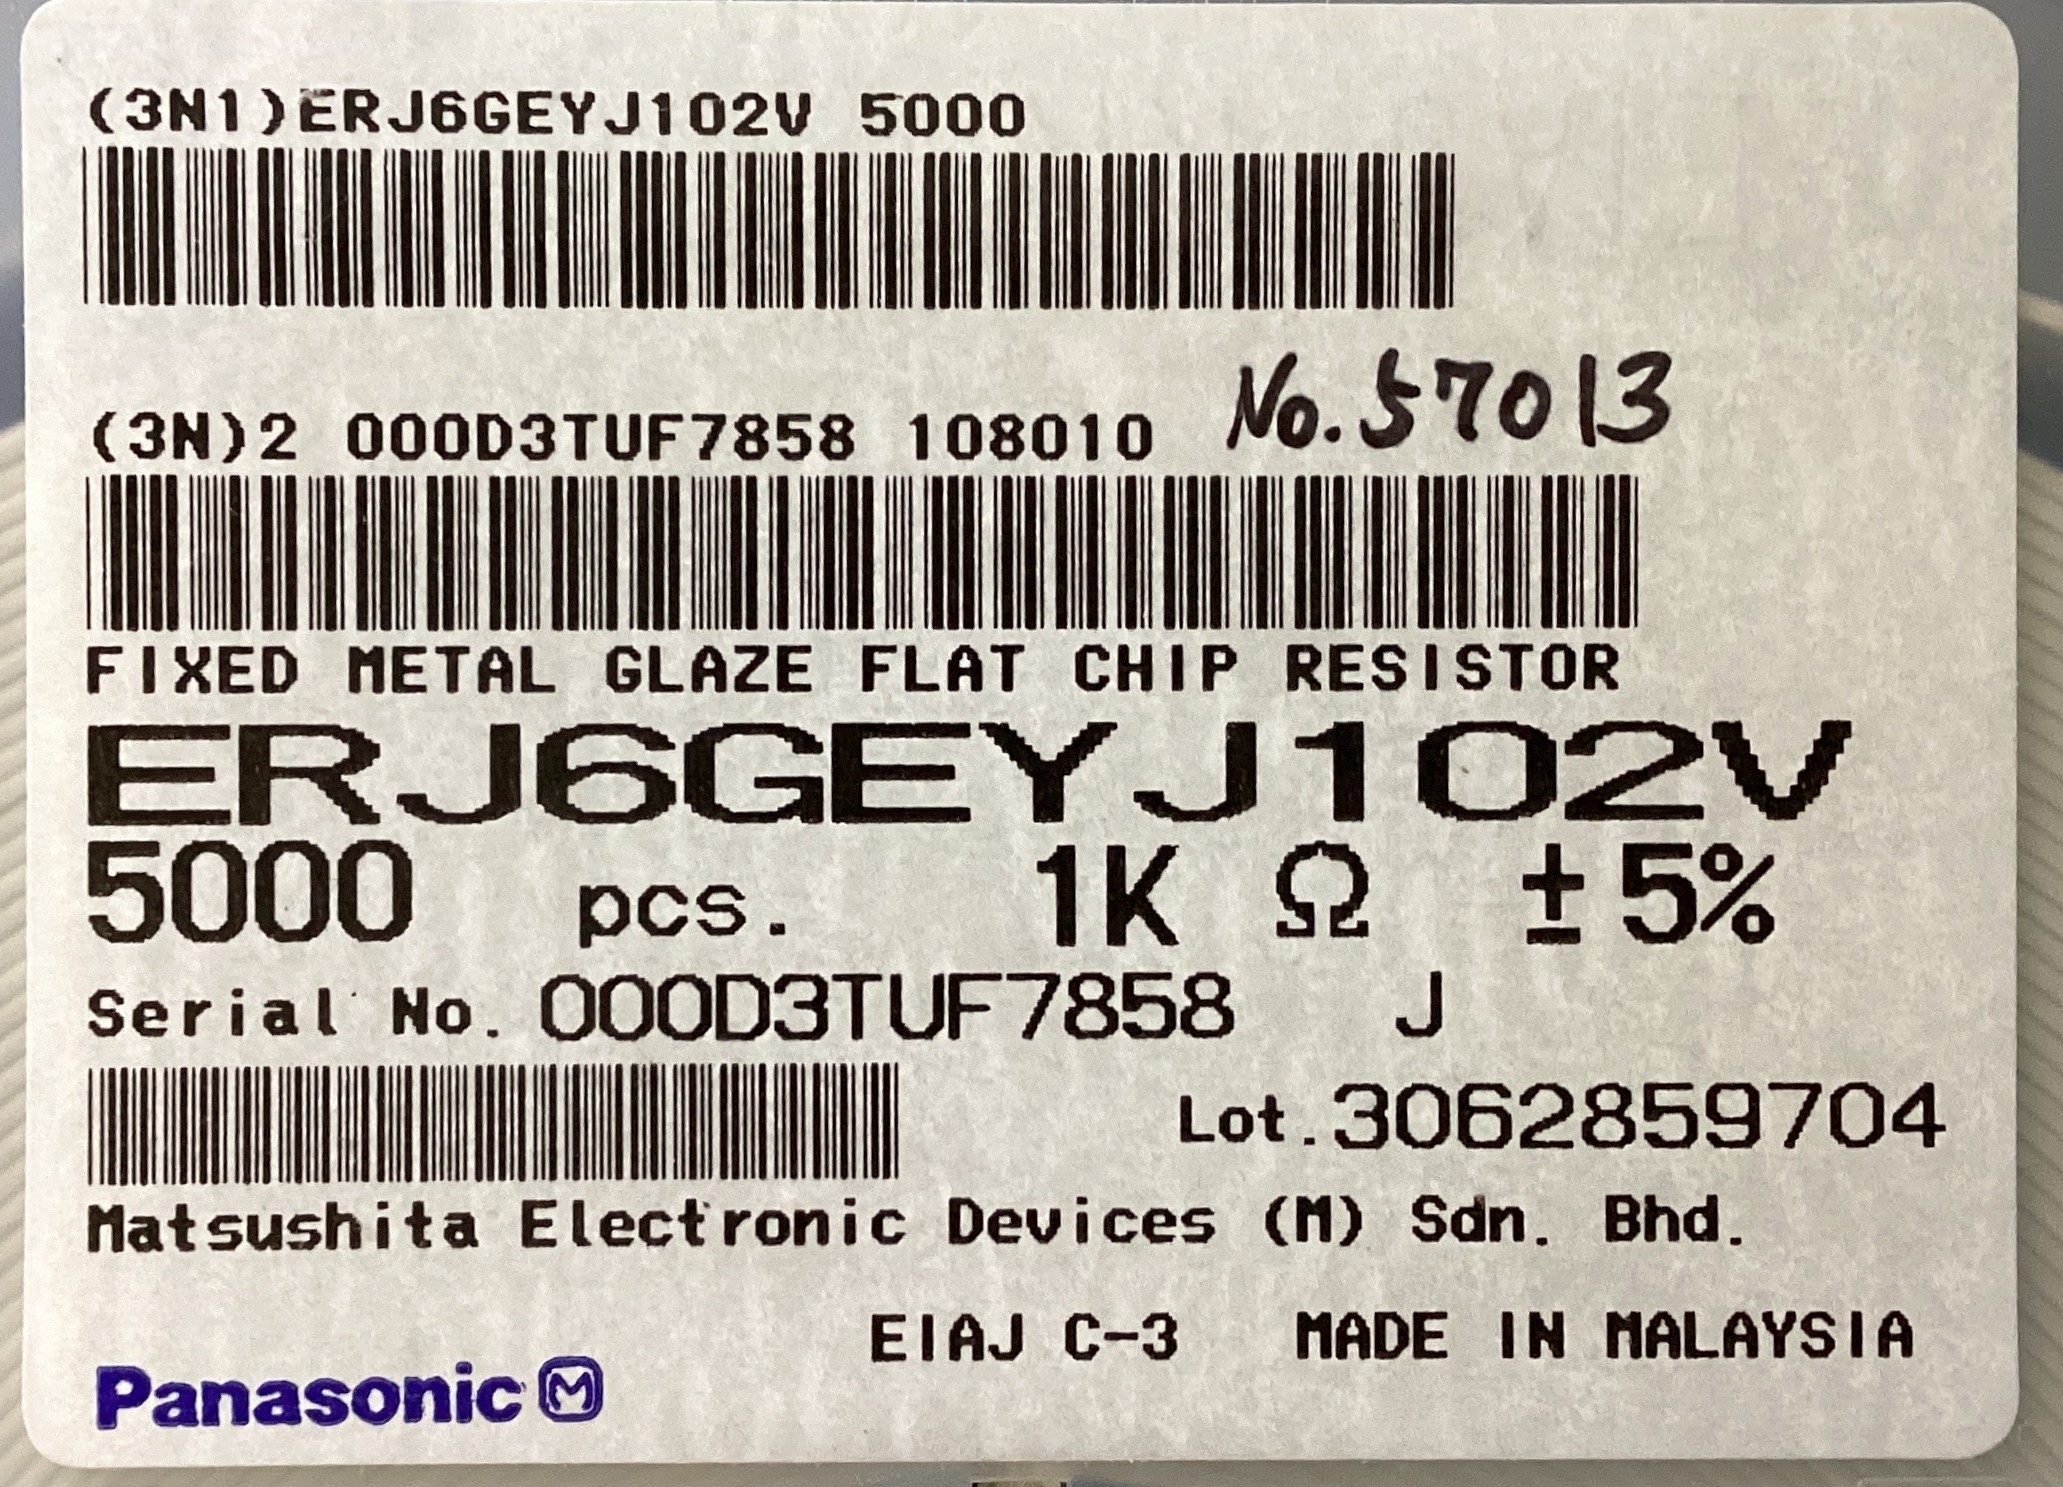 (3N1)ERJ6GEYJ102V 5000
(3N)2 000D3TUF7858 108010 No.57013
FIXED METAL GLAZE FLAT CHIP RESISTOR
ERJ6GEYJ102V
5000 pcs. 1K Ω ±5%
Serial No. 000D3TUF7858 J
Lot.3062859704
Matsushita Electronic Devices (M) Sdn. Bhd.
EIAJ C-3 MADE IN MALAYSIA
Panasonic M